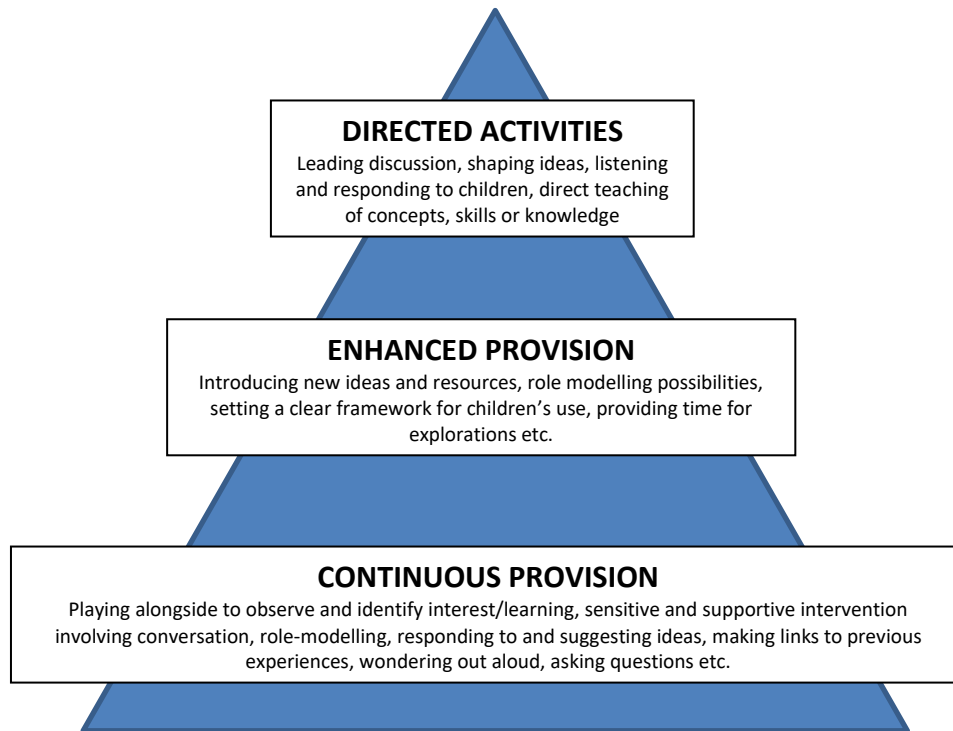 DIRECTED ACTIVITIES
Leading discussion, shaping ideas, listening
and responding to children, direct teaching
of concepts, skills or knowledge
ENHANCED PROVISION
Introducing new ideas and resources, role modelling possibilities,
setting a clear framework for children’s use, providing time for
explorations etc.
CONTINUOUS PROVISION
Playing alongside to observe and identify interest/learning, sensitive and supportive intervention
involving conversation, role-modelling, responding to and suggesting ideas, making links to previous
experiences, wondering out aloud, asking questions etc.